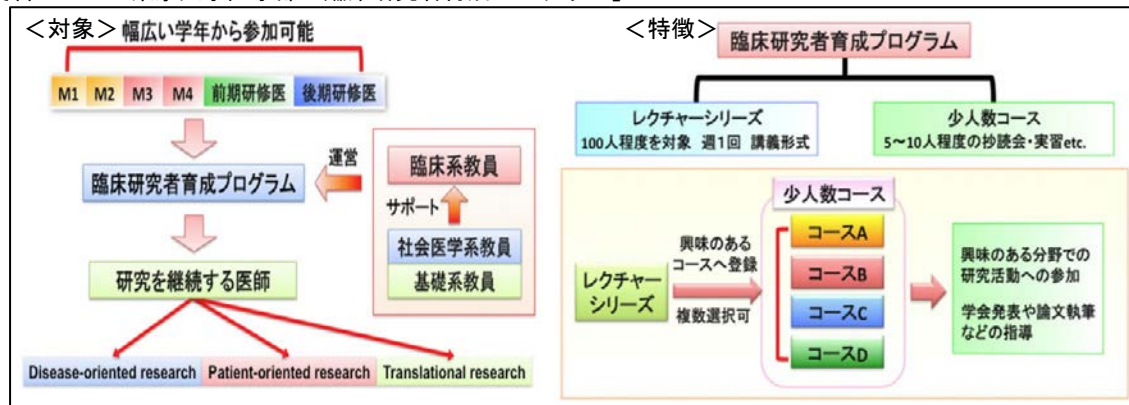 <対象> 幅広い学年から参加可能
M1 M2 M3 M4 前期研修医 後期研修医
臨床研究者育成プログラム
運営
臨床系教員
サポート
社会医学系教員
基礎系教員
研究を継続する医師
Disease-oriented research Patient-oriented research Translational research
<特徴>
臨床研究者育成プログラム
レクチャーシリーズ
100人程度を対象 週1回 講義形式
少人数コース
5~10人程度の抄読会・実習etc.
レクチャー
シリーズ
興味のある
コースへ登録
複数選択可
少人数コース
コースA
コースB
コースC
コースD
興味のある分野での
研究活動への参加
学会発表や論文執筆
などの指導